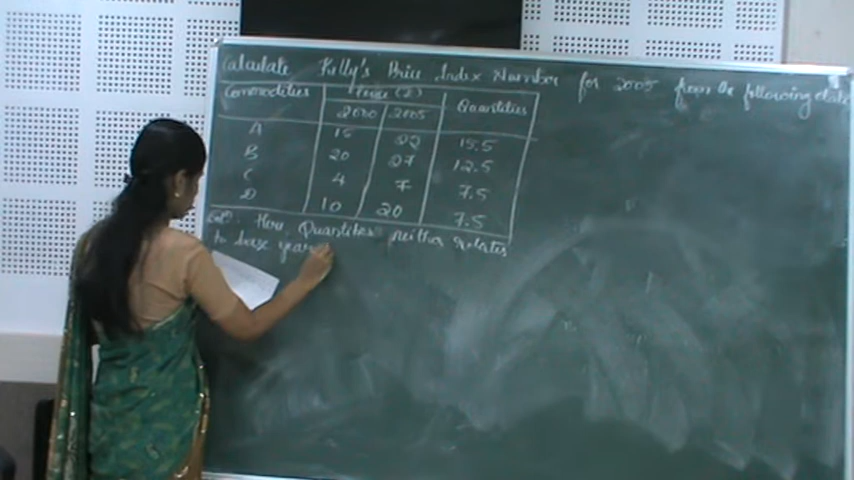 Calculate Kelly's Price Index Number for 2005 from the following data
Commodities Price (₹) Quantities
2000 2005
A 15 22 15.5
B 20 27 12.5
C 4 7 7.5
D 10 20 7.5
Sol: Here, Quantities neither relates
to base year